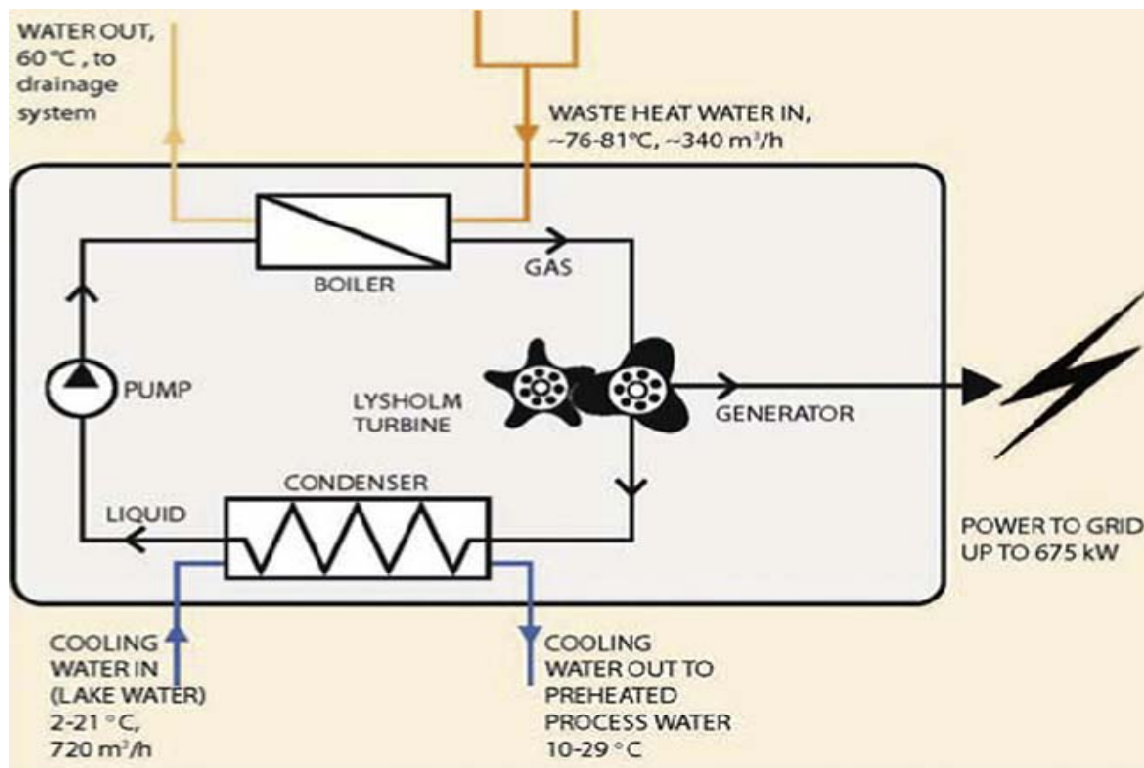 WATER OUT,
60 °C , to
drainage
system
WASTE HEAT WATER IN,
~76-81°C, ~340 m³/h
BOILER
GAS
PUMP
LYSHOLM
TURBINE
GENERATOR
CONDENSER
LIQUID
POWER TO GRID
UP TO 675 kW
COOLING
WATER IN
(LAKE WATER)
2-21 °C,
720 m³/h
COOLING
WATER OUT TO
PREHEATED
PROCESS WATER
10-29 °C